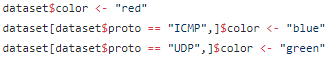 dataset$color <- "red"
dataset[dataset$proto == "ICMP",]$color <- "blue"
dataset[dataset$proto == "UDP",]$color <- "green"